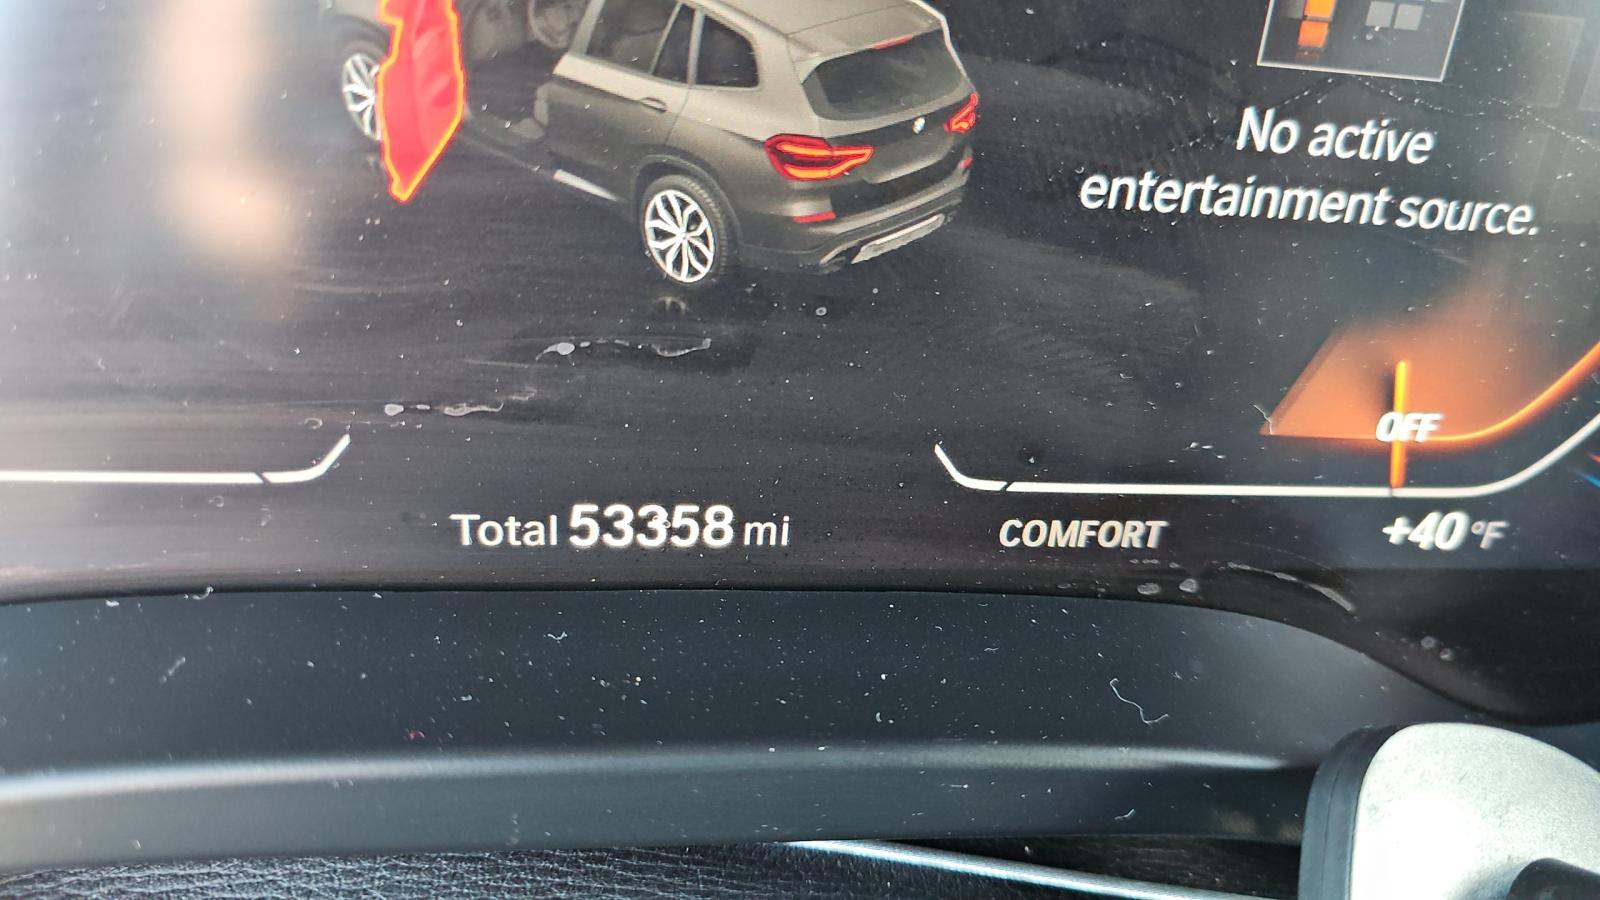 No active
entertainment source.
OFF
Total 53358 mi
COMFORT
+40 °F